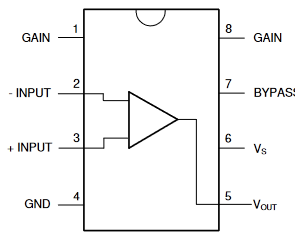 GAIN 1 8 GAIN
- INPUT 2 7 BYPASS
+ INPUT 3 6 VS
GND 4 5 VOUT